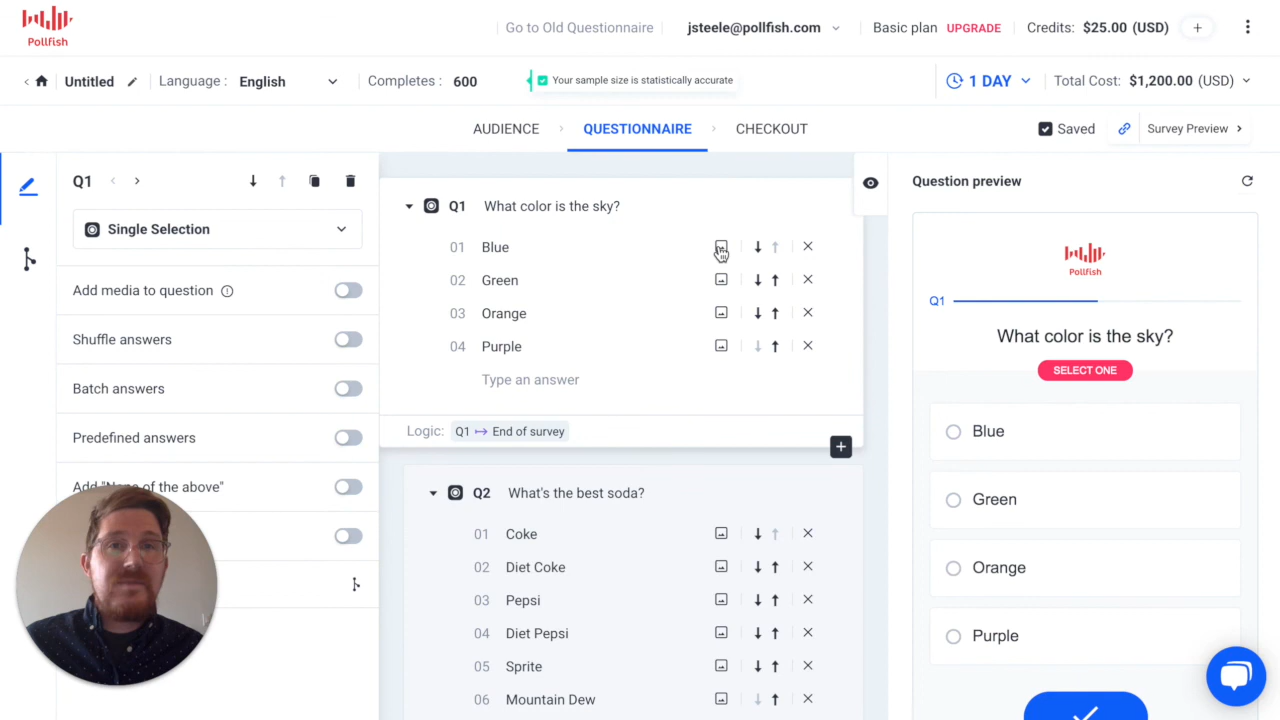 Pollfish
Go to Old Questionnaire
jsteele@pollfish.com
Basic plan UPGRADE
Credits: $25.00 (USD)
Untitled
Language : English
Completes : 600
Your sample size is statistically accurate
1 DAY
Total Cost: $1,200.00 (USD)
AUDIENCE
QUESTIONNAIRE
CHECKOUT
Saved
Survey Preview
Q1
Single Selection
Add media to question
Shuffle answers
Batch answers
Predefined answers
Add "None of the above"
Q1 What color is the sky?
01 Blue
02 Green
03 Orange
04 Purple
Type an answer
Logic: Q1 ↦ End of survey
Q2 What's the best soda?
01 Coke
02 Diet Coke
03 Pepsi
04 Diet Pepsi
05 Sprite
06 Mountain Dew
Question preview
Pollfish
Q1
What color is the sky?
SELECT ONE
Blue
Green
Orange
Purple